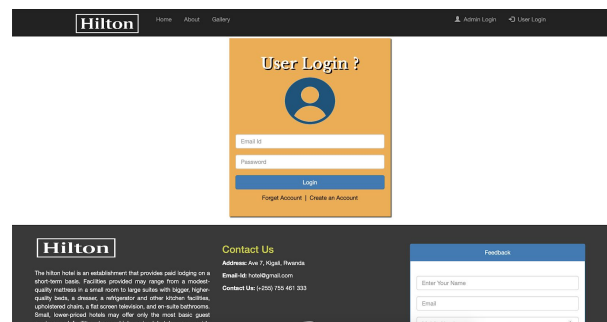 Hilton
Home About Gallery
Admin Login User Login
User Login ?
Email Id
Password
Login
Forget Account | Create an Account
Hilton
The hilton hotel is an establishment that provides paid lodging on a
short-term basis. Facilities provided may range from a modest-
quality mattress in a small room to large suites with bigger, higher-
quality beds, a dresser, a refrigerator and other kitchen facilities,
upholstered chairs, a flat screen television, and en-suite bathrooms.
Small, lower-priced hotels may offer only the most basic guest
Contact Us
Address: Ave 7, Kigali, Rwanda
Email-Id: hotel@gmail.com
Contact Us: (+255) 755 461 333
Feedback
Enter Your Name
Email